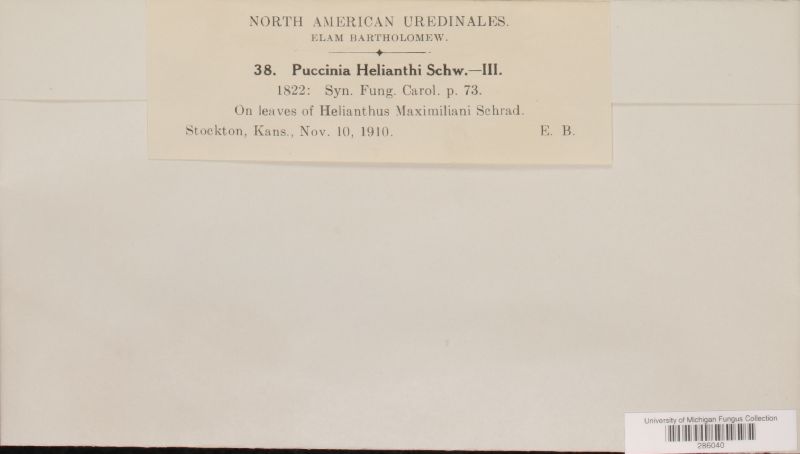 NORTH AMERICAN UREDINALES.
ELAM BARTHOLOMEW.
38. Puccinia Helianthi Schw.—III.
1822: Syn. Fung. Carol. p. 73.
On leaves of Helianthus Maximiliani Schrad.
Stockton, Kans., Nov. 10, 1910. E. B.
University of Michigan Fungus Collection
286040